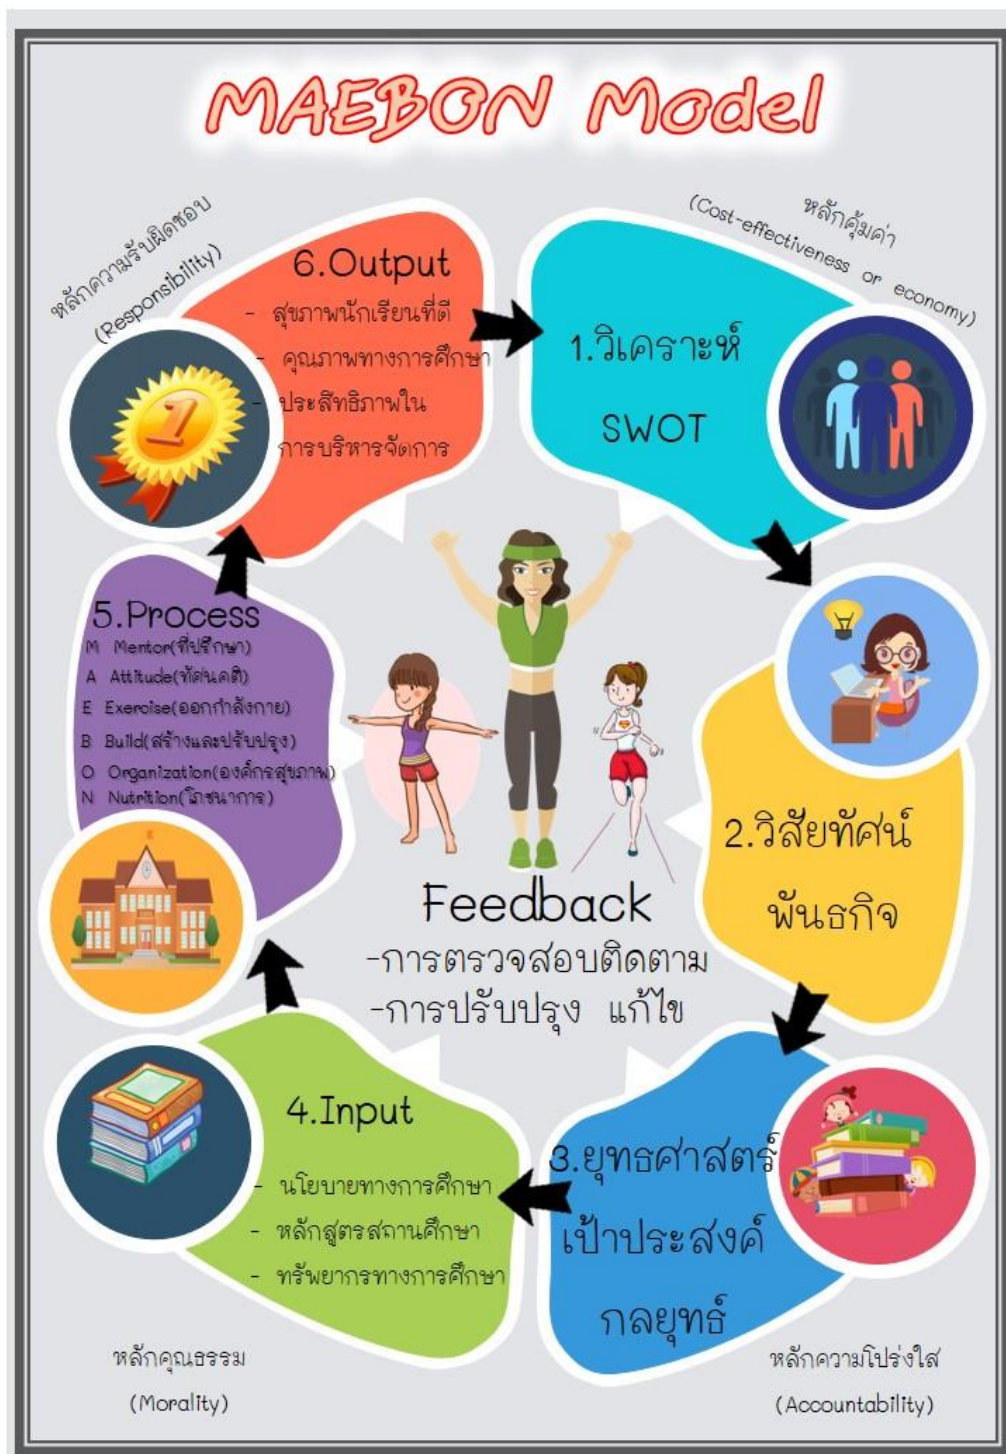 MAEBON Model
หลักความรับผิดชอบ
(Responsibility)
หลักคุ้มค่า
(Cost-effectiveness or economy)
6.Output
- สุขภาพนักเรียนที่ดี
- คุณภาพทางการศึกษา
- ประสิทธิภาพใน
การบริหารจัดการ
1.วิเคราะห์
SWOT
5.Process
M Mentor(ที่ปรึกษา)
A Attitude(ทัศนคติ)
E Exercise(ออกกำลังกาย)
B Build(สร้างและปรับปรุง)
O Organization(องค์กรสุขภาพ)
N Nutrition(โภชนาการ)
2.วิสัยทัศน์
พันธกิจ
Feedback
-การตรวจสอบติดตาม
-การปรับปรุง แก้ไข
4.Input
- นโยบายทางการศึกษา
- หลักสูตรสถานศึกษา
- ทรัพยากรทางการศึกษา
3.ยุทธศาสตร์
เป้าประสงค์
กลยุทธ์
หลักคุณธรรม
(Morality)
หลักความโปร่งใส
(Accountability)